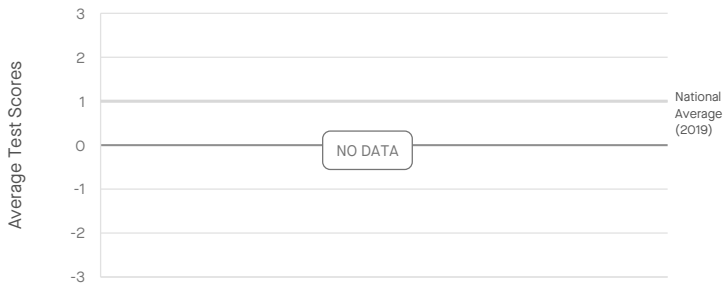 Average Test Scores
3
2
1
0
-1
-2
-3
NO DATA
National
Average
(2019)